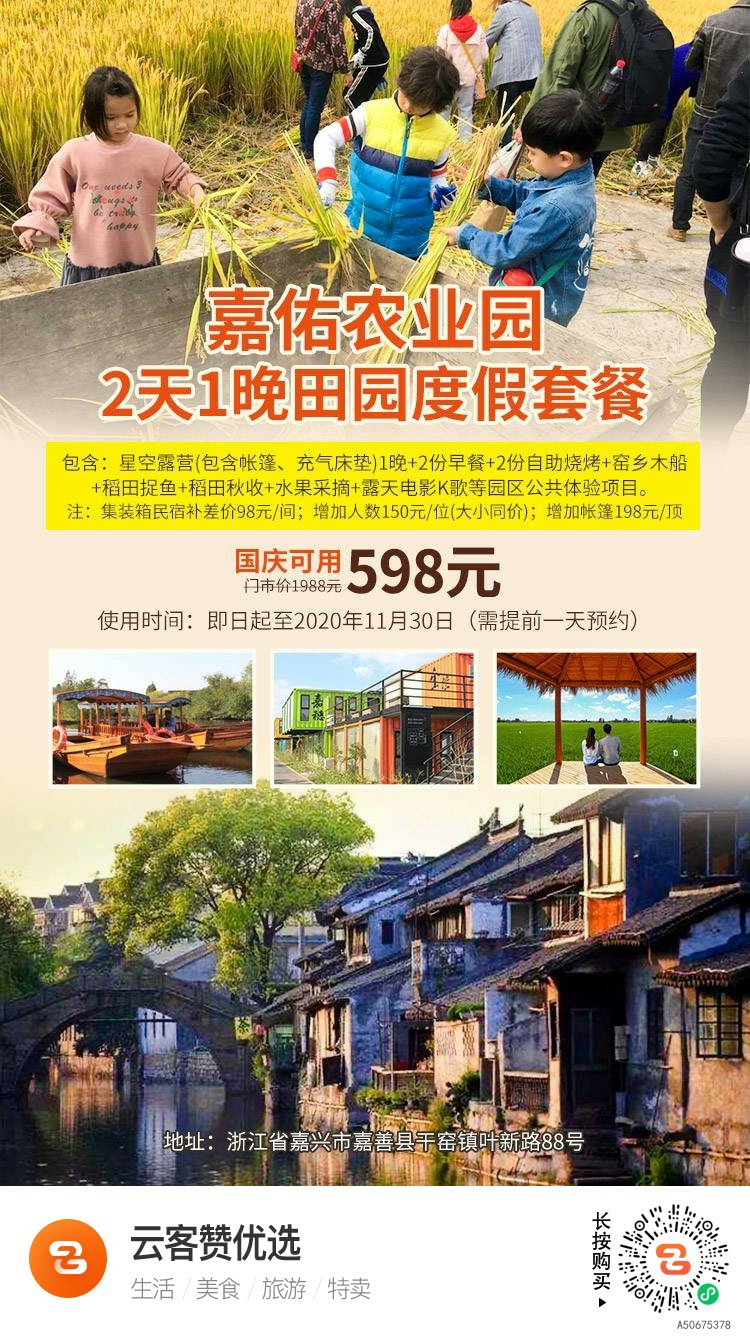 One needs 3
things to
be truly
happy
嘉佑农业园
2天1晚田园度假套餐
包含：星空露营(包含帐篷、充气床垫)1晚+2份早餐+2份自助烧烤+窑乡木船
+稻田捉鱼+稻田秋收+水果采摘+露天电影K歌等园区公共体验项目。
注：集装箱民宿补差价98元/间；增加人数150元/位(大小同价)；增加帐篷198元/顶
国庆可用
门市价1988元
598元
使用时间：即日起至2020年11月30日（需提前一天预约）
茶
地址：浙江省嘉兴市嘉善县干窑镇叶新路88号
云客赞优选
生活/美食/旅游/特卖
长按购买
A50675378